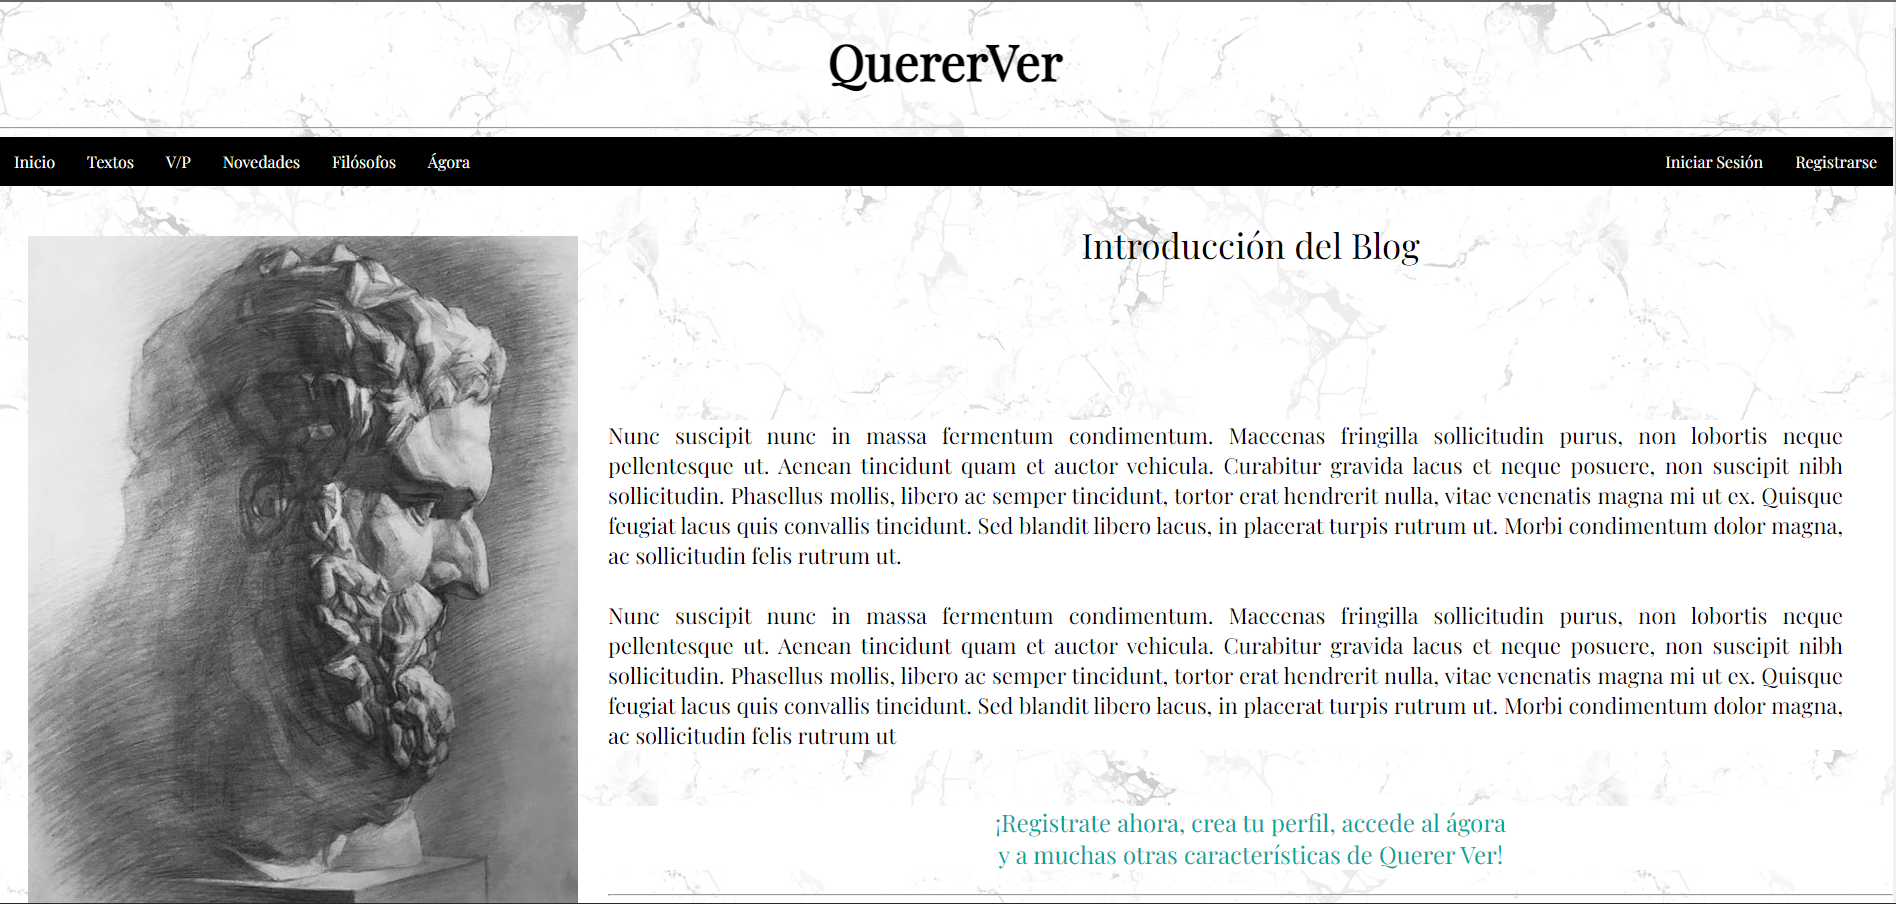 QuererVer
Inicio Textos V/P Novedades Filósofos Ágora Iniciar Sesión Registrarse
Introducción del Blog
Nunc suscipit nunc in massa fermentum condimentum. Maecenas fringilla sollicitudin purus, non lobortis neque
pellentesque ut. Aenean tincidunt quam et auctor vehicula. Curabitur gravida lacus et neque posuere, non suscipit nibh
sollicitudin. Phasellus mollis, libero ac semper tincidunt, tortor erat hendrerit nulla, vitae venenatis magna mi ut ex. Quisque
feugiat lacus quis convallis tincidunt. Sed blandit libero lacus, in placerat turpis rutrum ut. Morbi condimentum dolor magna,
ac sollicitudin felis rutrum ut.
Nunc suscipit nunc in massa fermentum condimentum. Maecenas fringilla sollicitudin purus, non lobortis neque
pellentesque ut. Aenean tincidunt quam et auctor vehicula. Curabitur gravida lacus et neque posuere, non suscipit nibh
sollicitudin. Phasellus mollis, libero ac semper tincidunt, tortor erat hendrerit nulla, vitae venenatis magna mi ut ex. Quisque
feugiat lacus quis convallis tincidunt. Sed blandit libero lacus, in placerat turpis rutrum ut. Morbi condimentum dolor magna,
ac sollicitudin felis rutrum ut
¡Registrate ahora, crea tu perfil, accede al ágora
y a muchas otras características de Querer Ver!